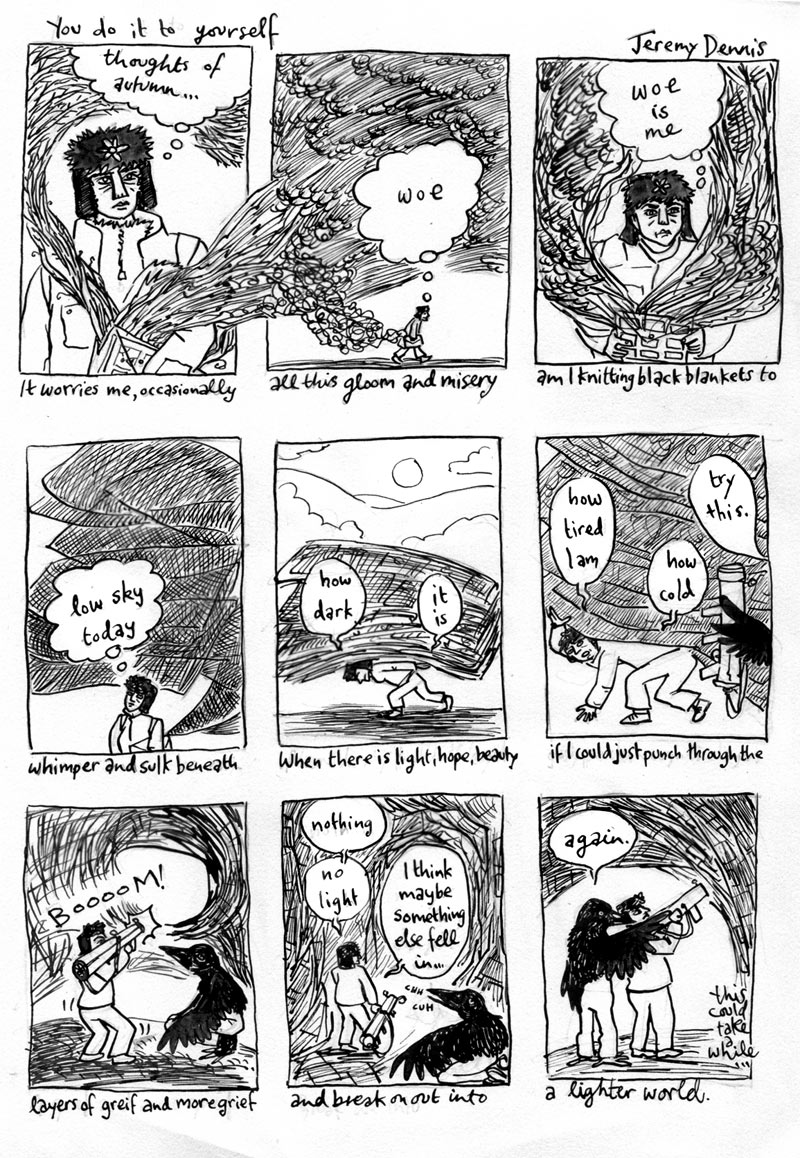 You do it to yourself
Jeremy Dennis
thoughts of
autumn...
It worries me, occasionally
woe
all this gloom and misery
woe
is
me
am I knitting black blankets to
low sky
today
whimper and sulk beneath
how
dark
it
is
When there is light, hope, beauty
how
tired
I am
how
cold
try
this.
if I could just punch through the
BooooM!
layers of greif and more grief
nothing
no
light
I think
maybe
something
else fell
in...
CHH
CUH
and break on out into
again.
this
could
take
a
while
...
a lighter world.